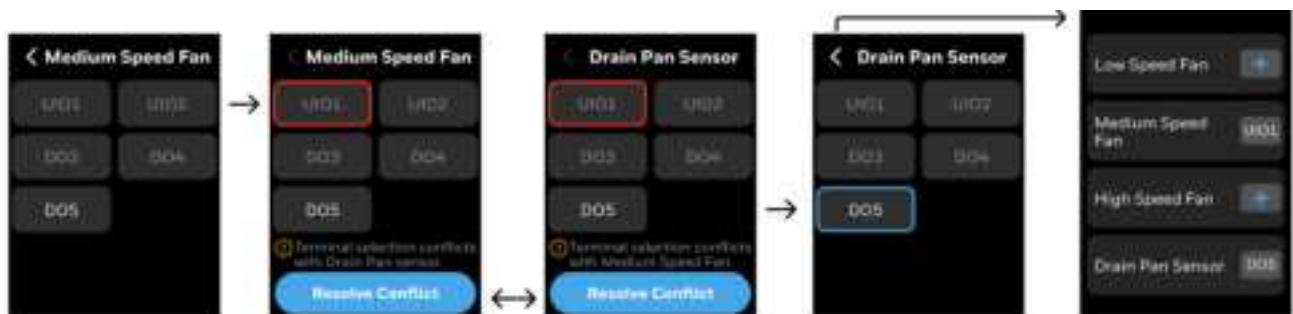 < Medium Speed Fan
UIO1 UIO2
DO3 DO4
DO5
< Medium Speed Fan
UIO1 UIO2
DO3 DO4
DO5
Terminal selection conflicts
with Drain Pan sensor
Resolve Conflict
< Drain Pan Sensor
UIO1 UIO2
DO3 DO4
DO5
Terminal selection conflicts
with Medium Speed Fan
Resolve Conflict
< Drain Pan Sensor
UIO1 UIO2
DO3 DO4
DO5
Low Speed Fan +
Medium Speed
Fan UIO1
High Speed Fan +
Drain Pan Sensor DO5